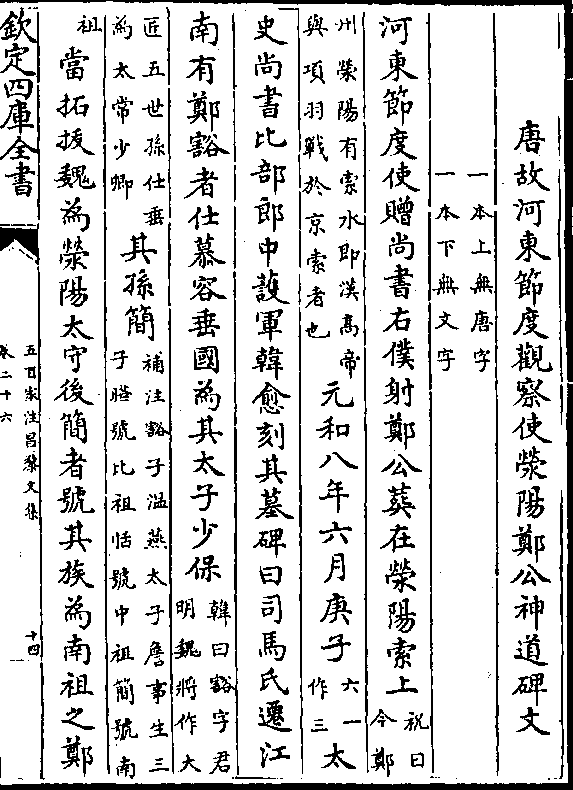 唐故河東節度觀察使滎陽鄭公神道碑文
一本上無唐字
一本下無文字
河東節度使贈尚書右僕射鄭公葬在滎陽索上祝曰今鄭
州滎陽有索水即漢高帝
與項羽戰於京索者也
元和八年六月庚子六一作三太
史尚書比部郎中護軍韓愈刻其墓碑曰司馬氏遷江
南有鄭豁者仕慕容垂國為其太子少保韓曰豁字君
明魏將作大
匠五世孫仕垂
為太常少卿
其孫簡
補注豁子溫燕太子詹事生三
子號比祖恬號中祖簡號南
祖當拓拔魏為滎陽太守後簡者號其族為南祖之鄭
欽定四庫全書
五百家注昌黎文集
卷二十六
十四